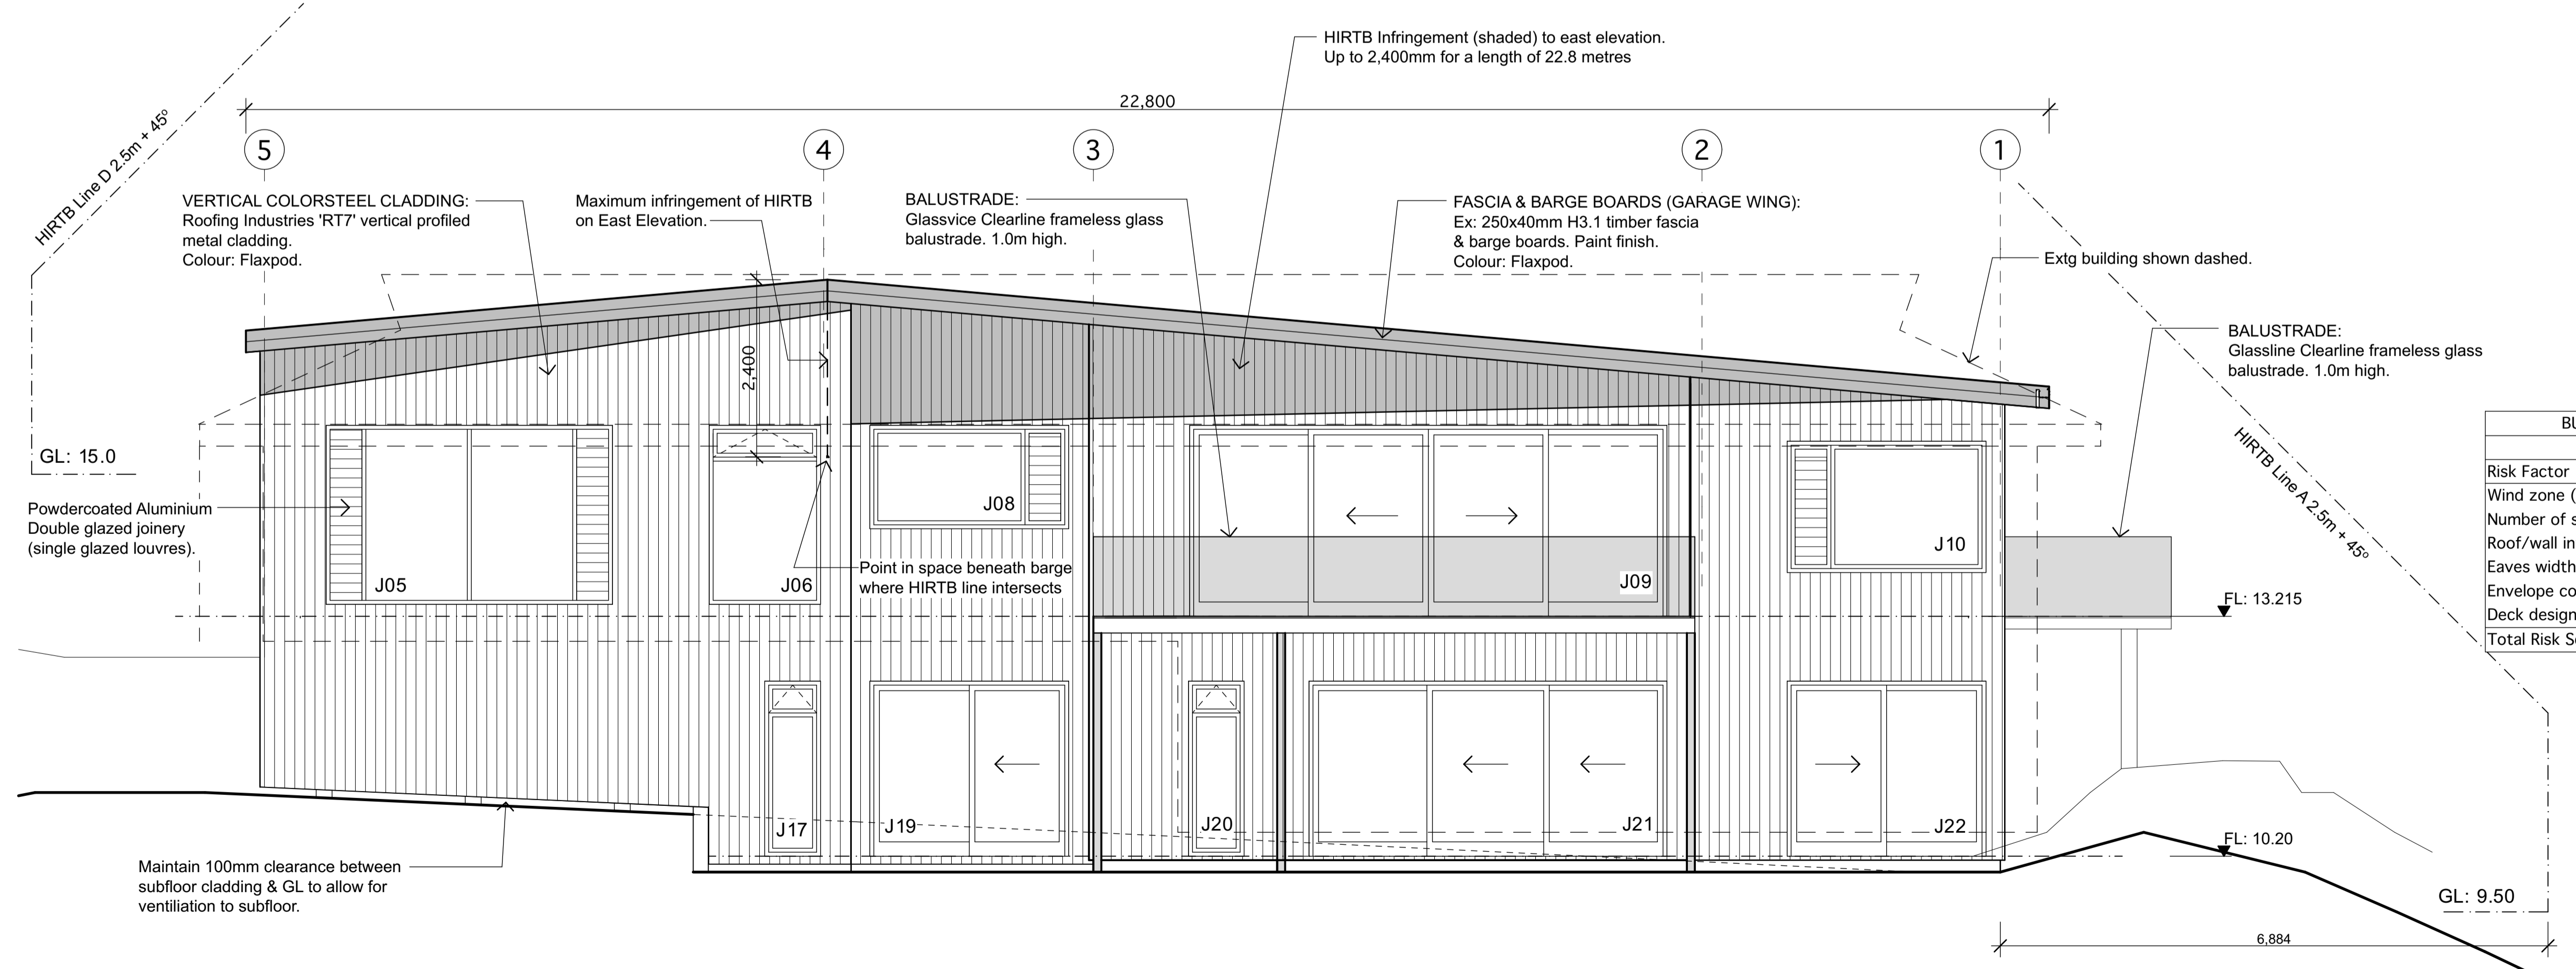 HIRTB Infringement (shaded) to east elevation.
Up to 2,400mm for a length of 22.8 metres
22,800
HIRTB Line D 2.5m + 45º
5
4
3
2
1
VERTICAL COLORSTEEL CLADDING:
Roofing Industries 'RT7' vertical profiled
metal cladding.
Colour: Flaxpod.
Maximum infringement of HIRTB
on East Elevation.
BALUSTRADE:
Glassvice Clearline frameless glass
balustrade. 1.0m high.
FASCIA & BARGE BOARDS (GARAGE WING):
Ex: 250x40mm H3.1 timber fascia
& barge boards. Paint finish.
Colour: Flaxpod.
Extg building shown dashed.
BALUSTRADE:
Glassline Clearline frameless glass
balustrade. 1.0m high.
2,400
GL: 15.0
HIRTB Line A 2.5m + 45º
Powdercoated Aluminium
Double glazed joinery
(single glazed louvres).
J05
J06
J08
J09
J10
Point in space beneath barge
where HIRTB line intersects
FL: 13.215
BU
Risk Factor
Wind zone (
Number of s
Roof/wall in
Eaves width
Envelope co
Deck design
Total Risk S
J17
J19
J20
J21
J22
FL: 10.20
Maintain 100mm clearance between
subfloor cladding & GL to allow for
ventiliation to subfloor.
GL: 9.50
6,884